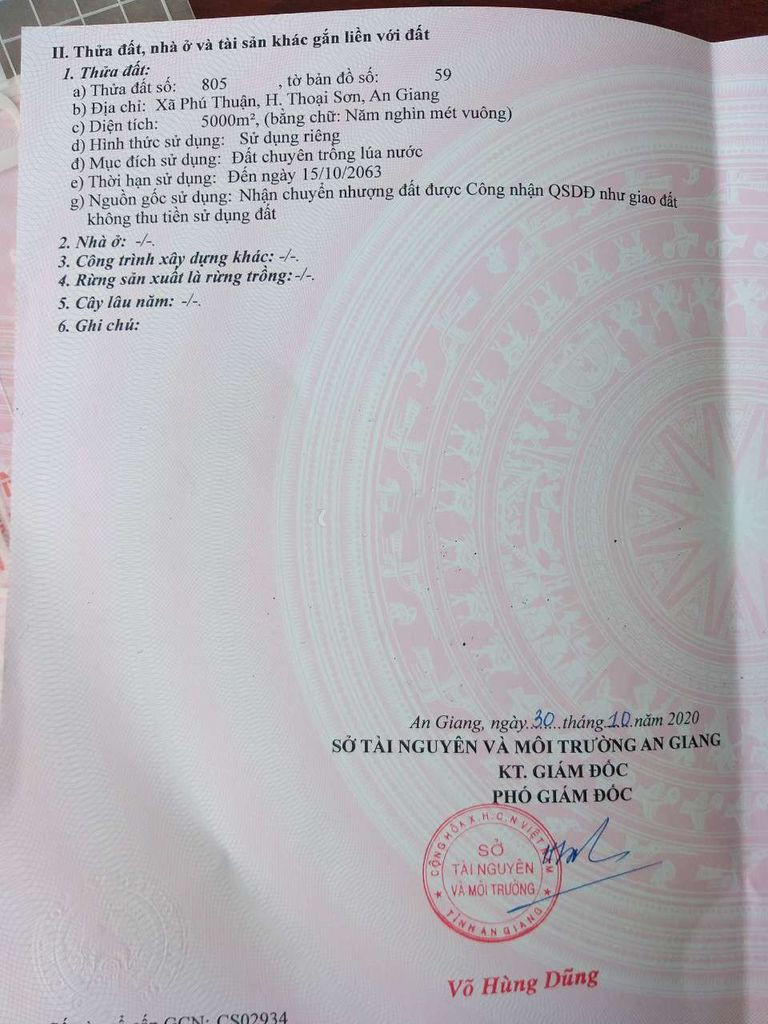 II. Thửa đất, nhà ở và tài sản khác gắn liền với đất
1. Thửa đất:
a) Thửa đất số: 805 , tờ bản đồ số: 59
b) Địa chỉ: Xã Phú Thuận, H. Thoại Sơn, An Giang
c) Diện tích: 5000m², (bằng chữ: Năm nghìn mét vuông)
d) Hình thức sử dụng: Sử dụng riêng
đ) Mục đích sử dụng: Đất chuyên trồng lúa nước
e) Thời hạn sử dụng: Đến ngày 15/10/2063
g) Nguồn gốc sử dụng: Nhận chuyển nhượng đất được Công nhận QSDĐ như giao đất
không thu tiền sử dụng đất
2. Nhà ở: -/-.
3. Công trình xây dựng khác: -/-.
4. Rừng sản xuất là rừng trồng: -/-.
5. Cây lâu năm: -/-.
6. Ghi chú:
An Giang, ngày 30 tháng 10 năm 2020
SỞ TÀI NGUYÊN VÀ MÔI TRƯỜNG AN GIANG
KT. GIÁM ĐỐC
PHÓ GIÁM ĐỐC
CỘNG HÒA X.H.C.N VIỆT NAM
SỞ
TÀI NGUYÊN
VÀ MÔI TRƯỜNG
TỈNH AN GIANG
Võ Hùng Dũng
GCN: CS02934